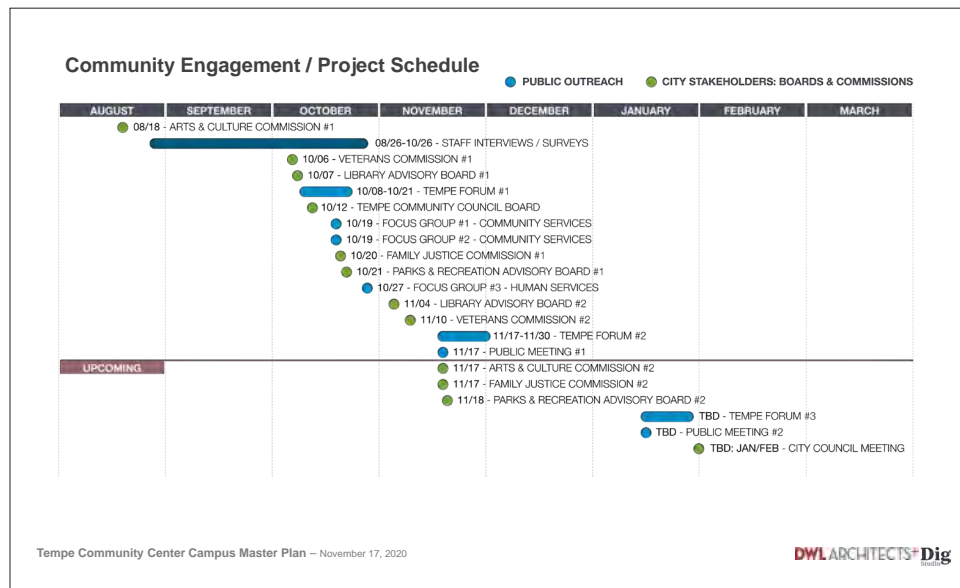 Community Engagement / Project Schedule
PUBLIC OUTREACH
CITY STAKEHOLDERS: BOARDS & COMMISSIONS
AUGUST SEPTEMBER OCTOBER NOVEMBER DECEMBER JANUARY FEBRUARY MARCH
08/18 - ARTS & CULTURE COMMISSION #1
08/26-10/26 - STAFF INTERVIEWS / SURVEYS
10/06 - VETERANS COMMISSION #1
10/07 - LIBRARY ADVISORY BOARD #1
10/08-10/21 - TEMPE FORUM #1
10/12 - TEMPE COMMUNITY COUNCIL BOARD
10/19 - FOCUS GROUP #1 - COMMUNITY SERVICES
10/19 - FOCUS GROUP #2 - COMMUNITY SERVICES
10/20 - FAMILY JUSTICE COMMISSION #1
10/21 - PARKS & RECREATION ADVISORY BOARD #1
10/27 - FOCUS GROUP #3 - HUMAN SERVICES
11/04 - LIBRARY ADVISORY BOARD #2
11/10 - VETERANS COMMISSION #2
11/17-11/30 - TEMPE FORUM #2
11/17 - PUBLIC MEETING #1
UPCOMING
11/17 - ARTS & CULTURE COMMISSION #2
11/17 - FAMILY JUSTICE COMMISSION #2
11/18 - PARKS & RECREATION ADVISORY BOARD #2
TBD - TEMPE FORUM #3
TBD - PUBLIC MEETING #2
TBD: JAN/FEB - CITY COUNCIL MEETING
Tempe Community Center Campus Master Plan – November 17, 2020
DWL ARCHITECTS+ Dig Studio